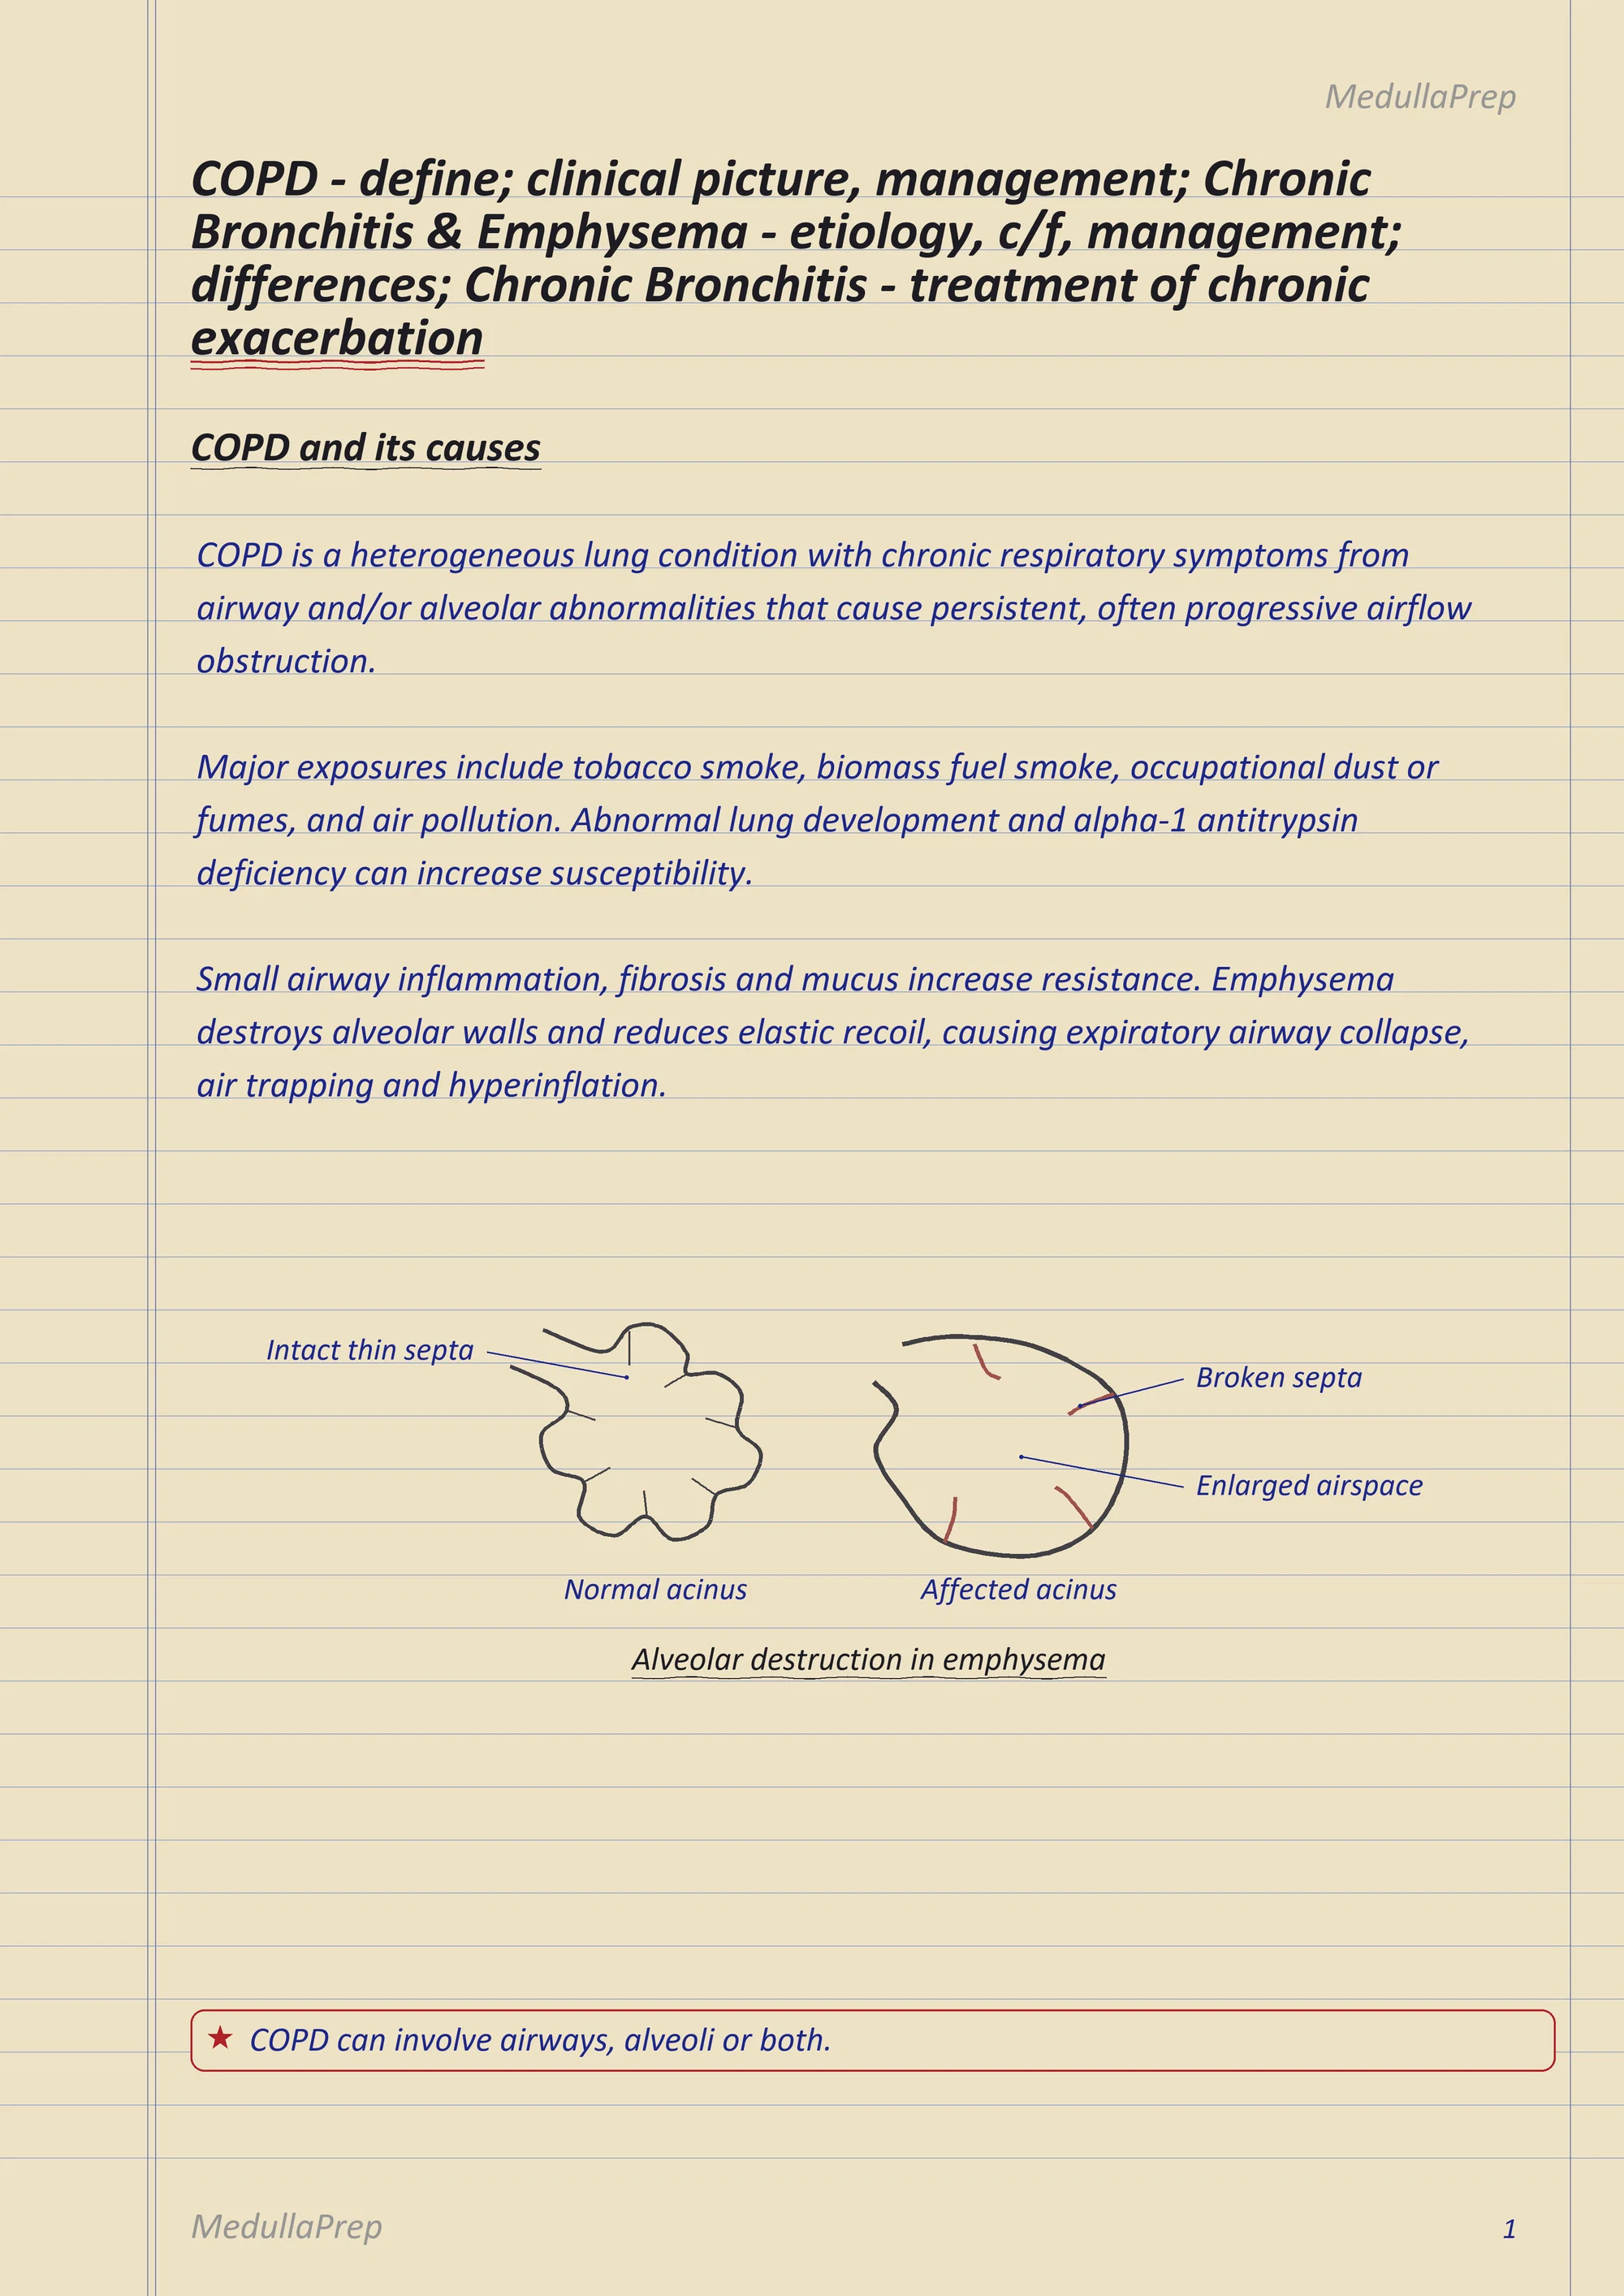 MedullaPrep
COPD - define; clinical picture, management; Chronic
Bronchitis & Emphysema - etiology, c/f, management;
differences; Chronic Bronchitis - treatment of chronic
exacerbation
COPD and its causes
COPD is a heterogeneous lung condition with chronic respiratory symptoms from
airway and/or alveolar abnormalities that cause persistent, often progressive airflow
obstruction.
Major exposures include tobacco smoke, biomass fuel smoke, occupational dust or
fumes, and air pollution. Abnormal lung development and alpha-1 antitrypsin
deficiency can increase susceptibility.
Small airway inflammation, fibrosis and mucus increase resistance. Emphysema
destroys alveolar walls and reduces elastic recoil, causing expiratory airway collapse,
air trapping and hyperinflation.
Intact thin septa
Broken septa
Enlarged airspace
Normal acinus
Affected acinus
Alveolar destruction in emphysema
★ COPD can involve airways, alveoli or both.
MedullaPrep
1